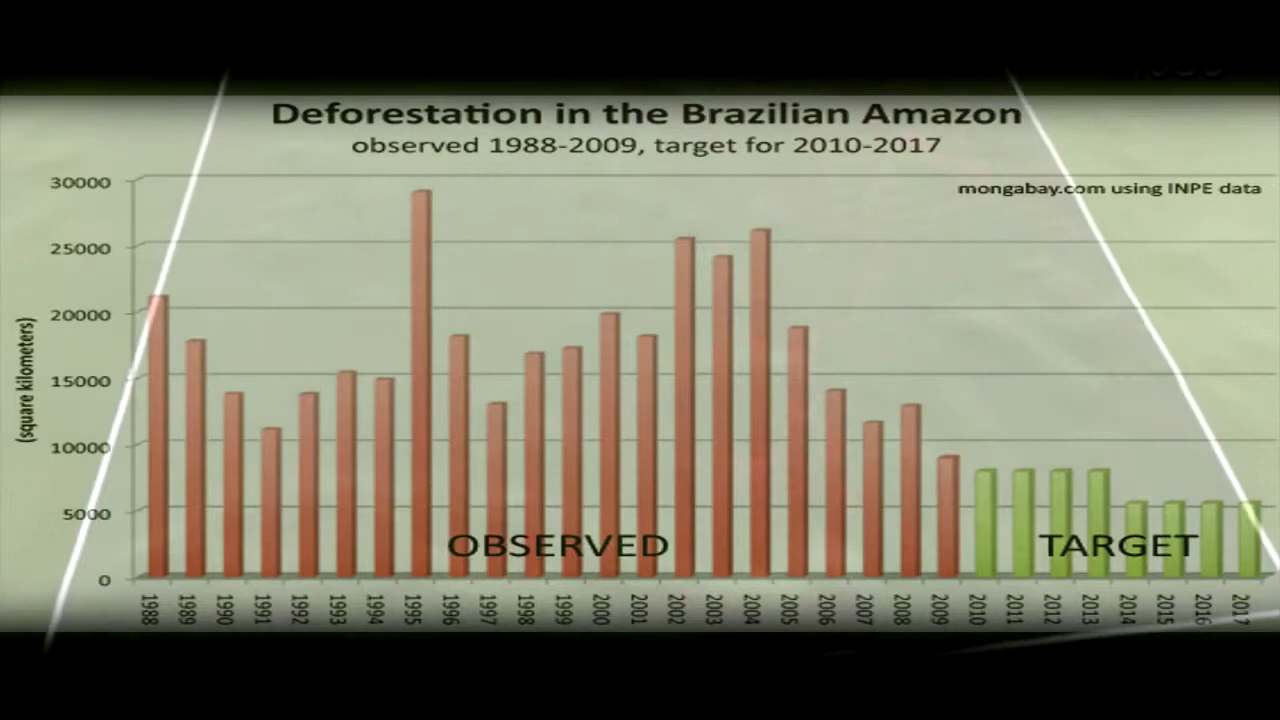 Deforestation in the Brazilian Amazon
observed 1988-2009, target for 2010-2017
mongabay.com using INPE data
30000
25000
20000
15000
10000
5000
0
(square kilometers)
OBSERVED
TARGET
1988 1989 1990 1991 1992 1993 1994 1995 1996 1997 1998 1999 2000 2001 2002 2003 2004 2005 2006 2007 2008 2009 2010 2011 2012 2013 2014 2015 2016 2017